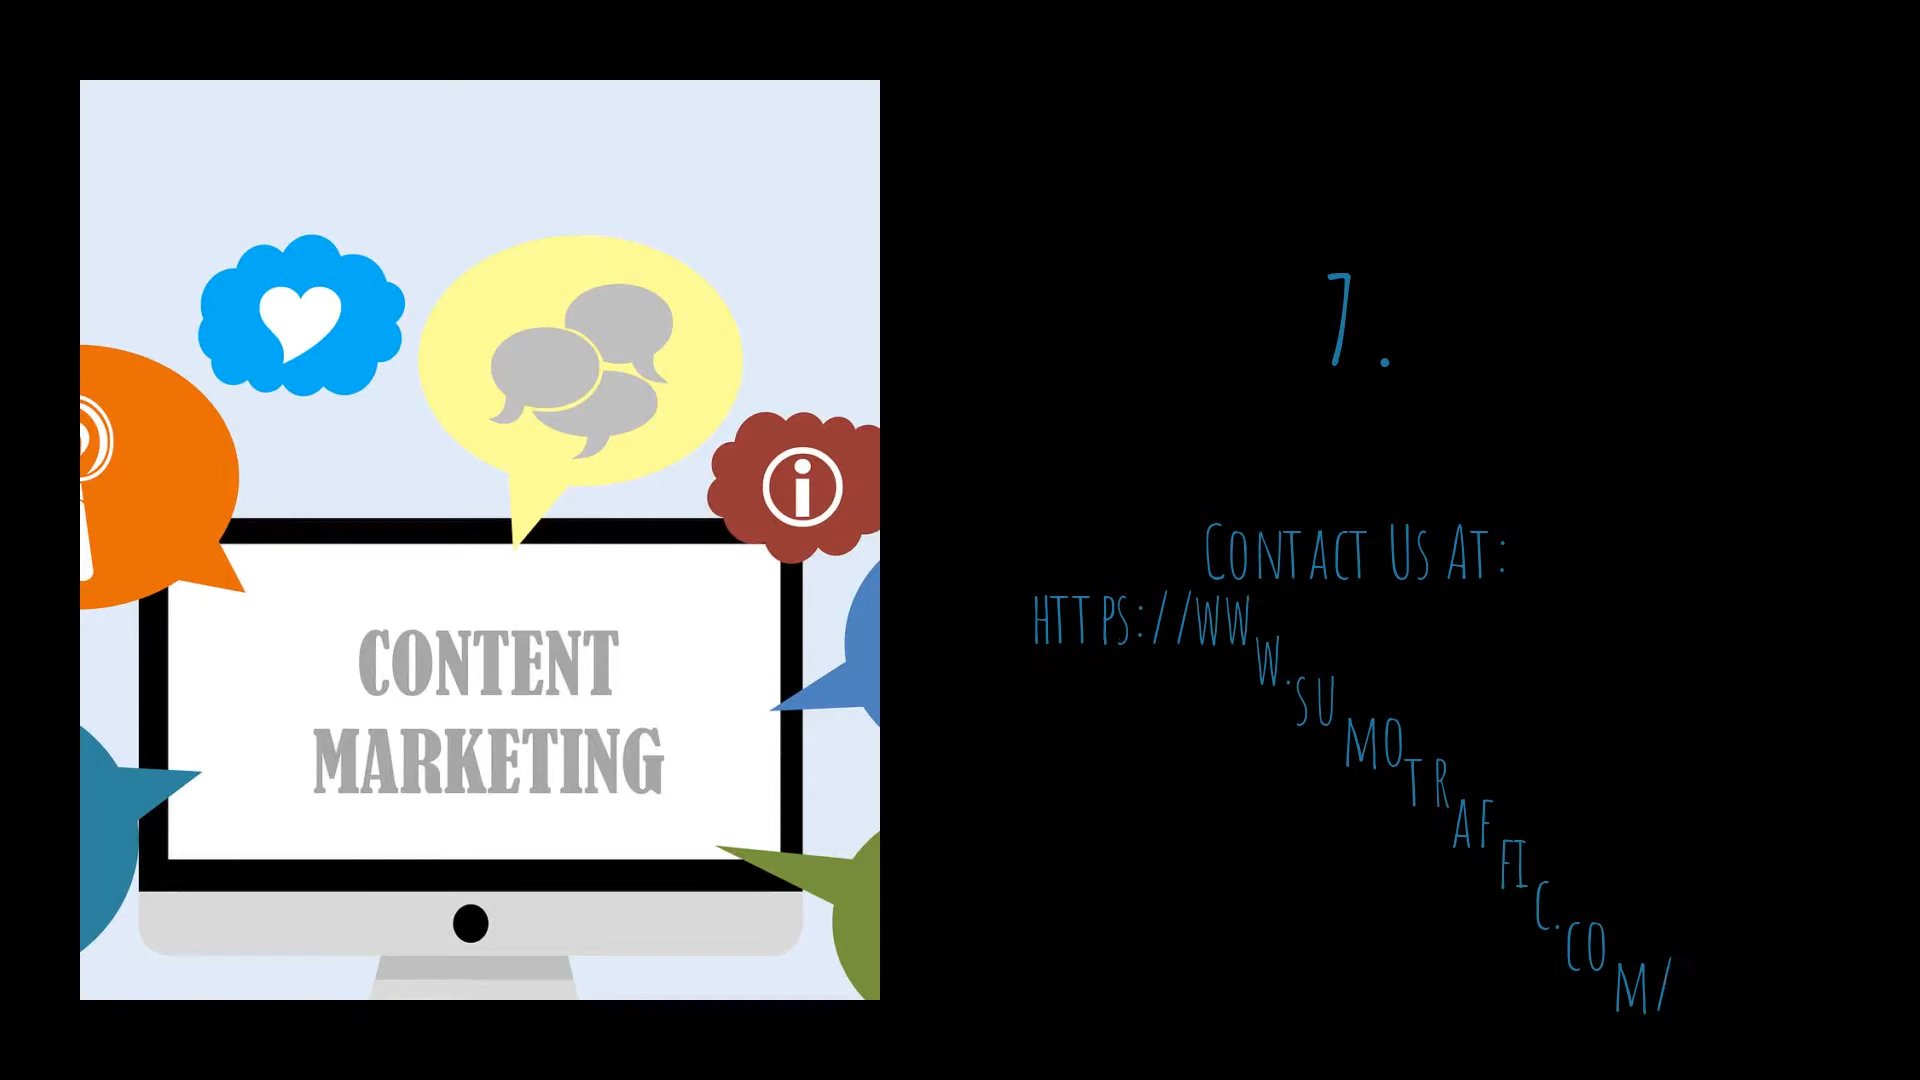 CONTENT
MARKETING
7.
Contact Us At:
https://www.sumotraffic.com/